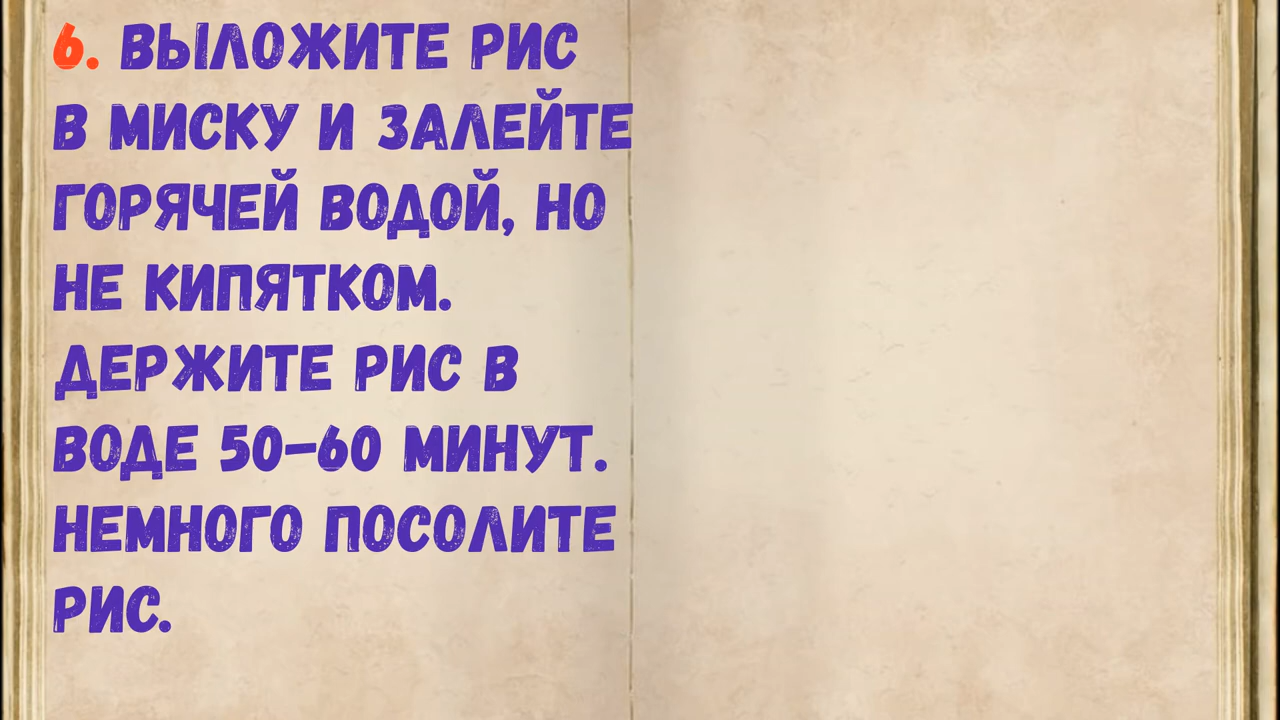 6. ВЫЛОЖИТЕ РИС
В МИСКУ И ЗАЛЕЙТЕ
ГОРЯЧЕЙ ВОДОЙ, НО
НЕ КИПЯТКОМ.
ДЕРЖИТЕ РИС В
ВОДЕ 50-60 МИНУТ.
НЕМНОГО ПОСОЛИТЕ
РИС.